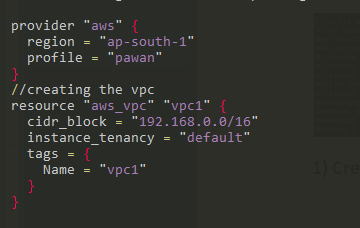 provider "aws" {
  region = "ap-south-1"
  profile = "pawan"
}
//creating the vpc
resource "aws_vpc" "vpc1" {
  cidr_block = "192.168.0.0/16"
  instance_tenancy = "default"
  tags = {
    Name = "vpc1"
  }
}
1) Cre